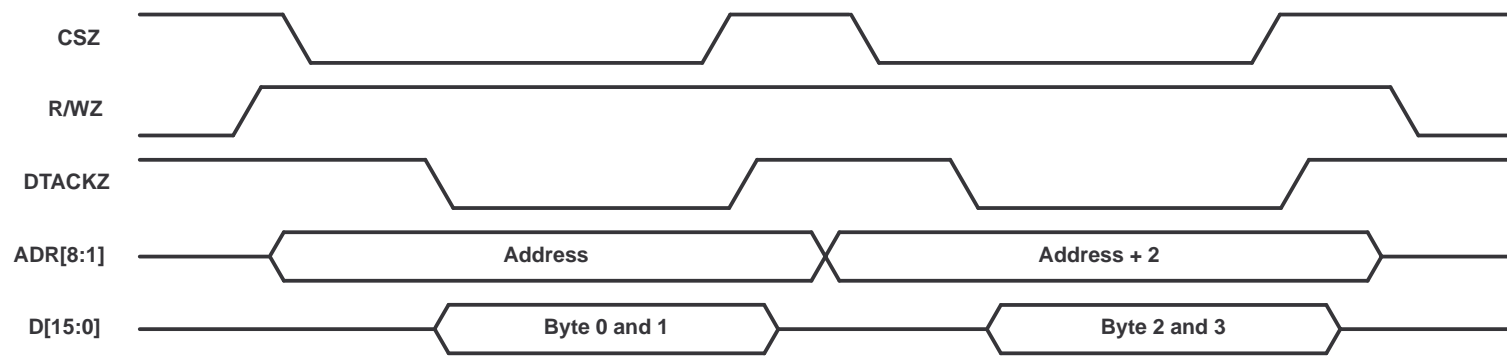 CSZ
R/WZ
DTACKZ
ADR[8:1] Address Address + 2
D[15:0] Byte 0 and 1 Byte 2 and 3